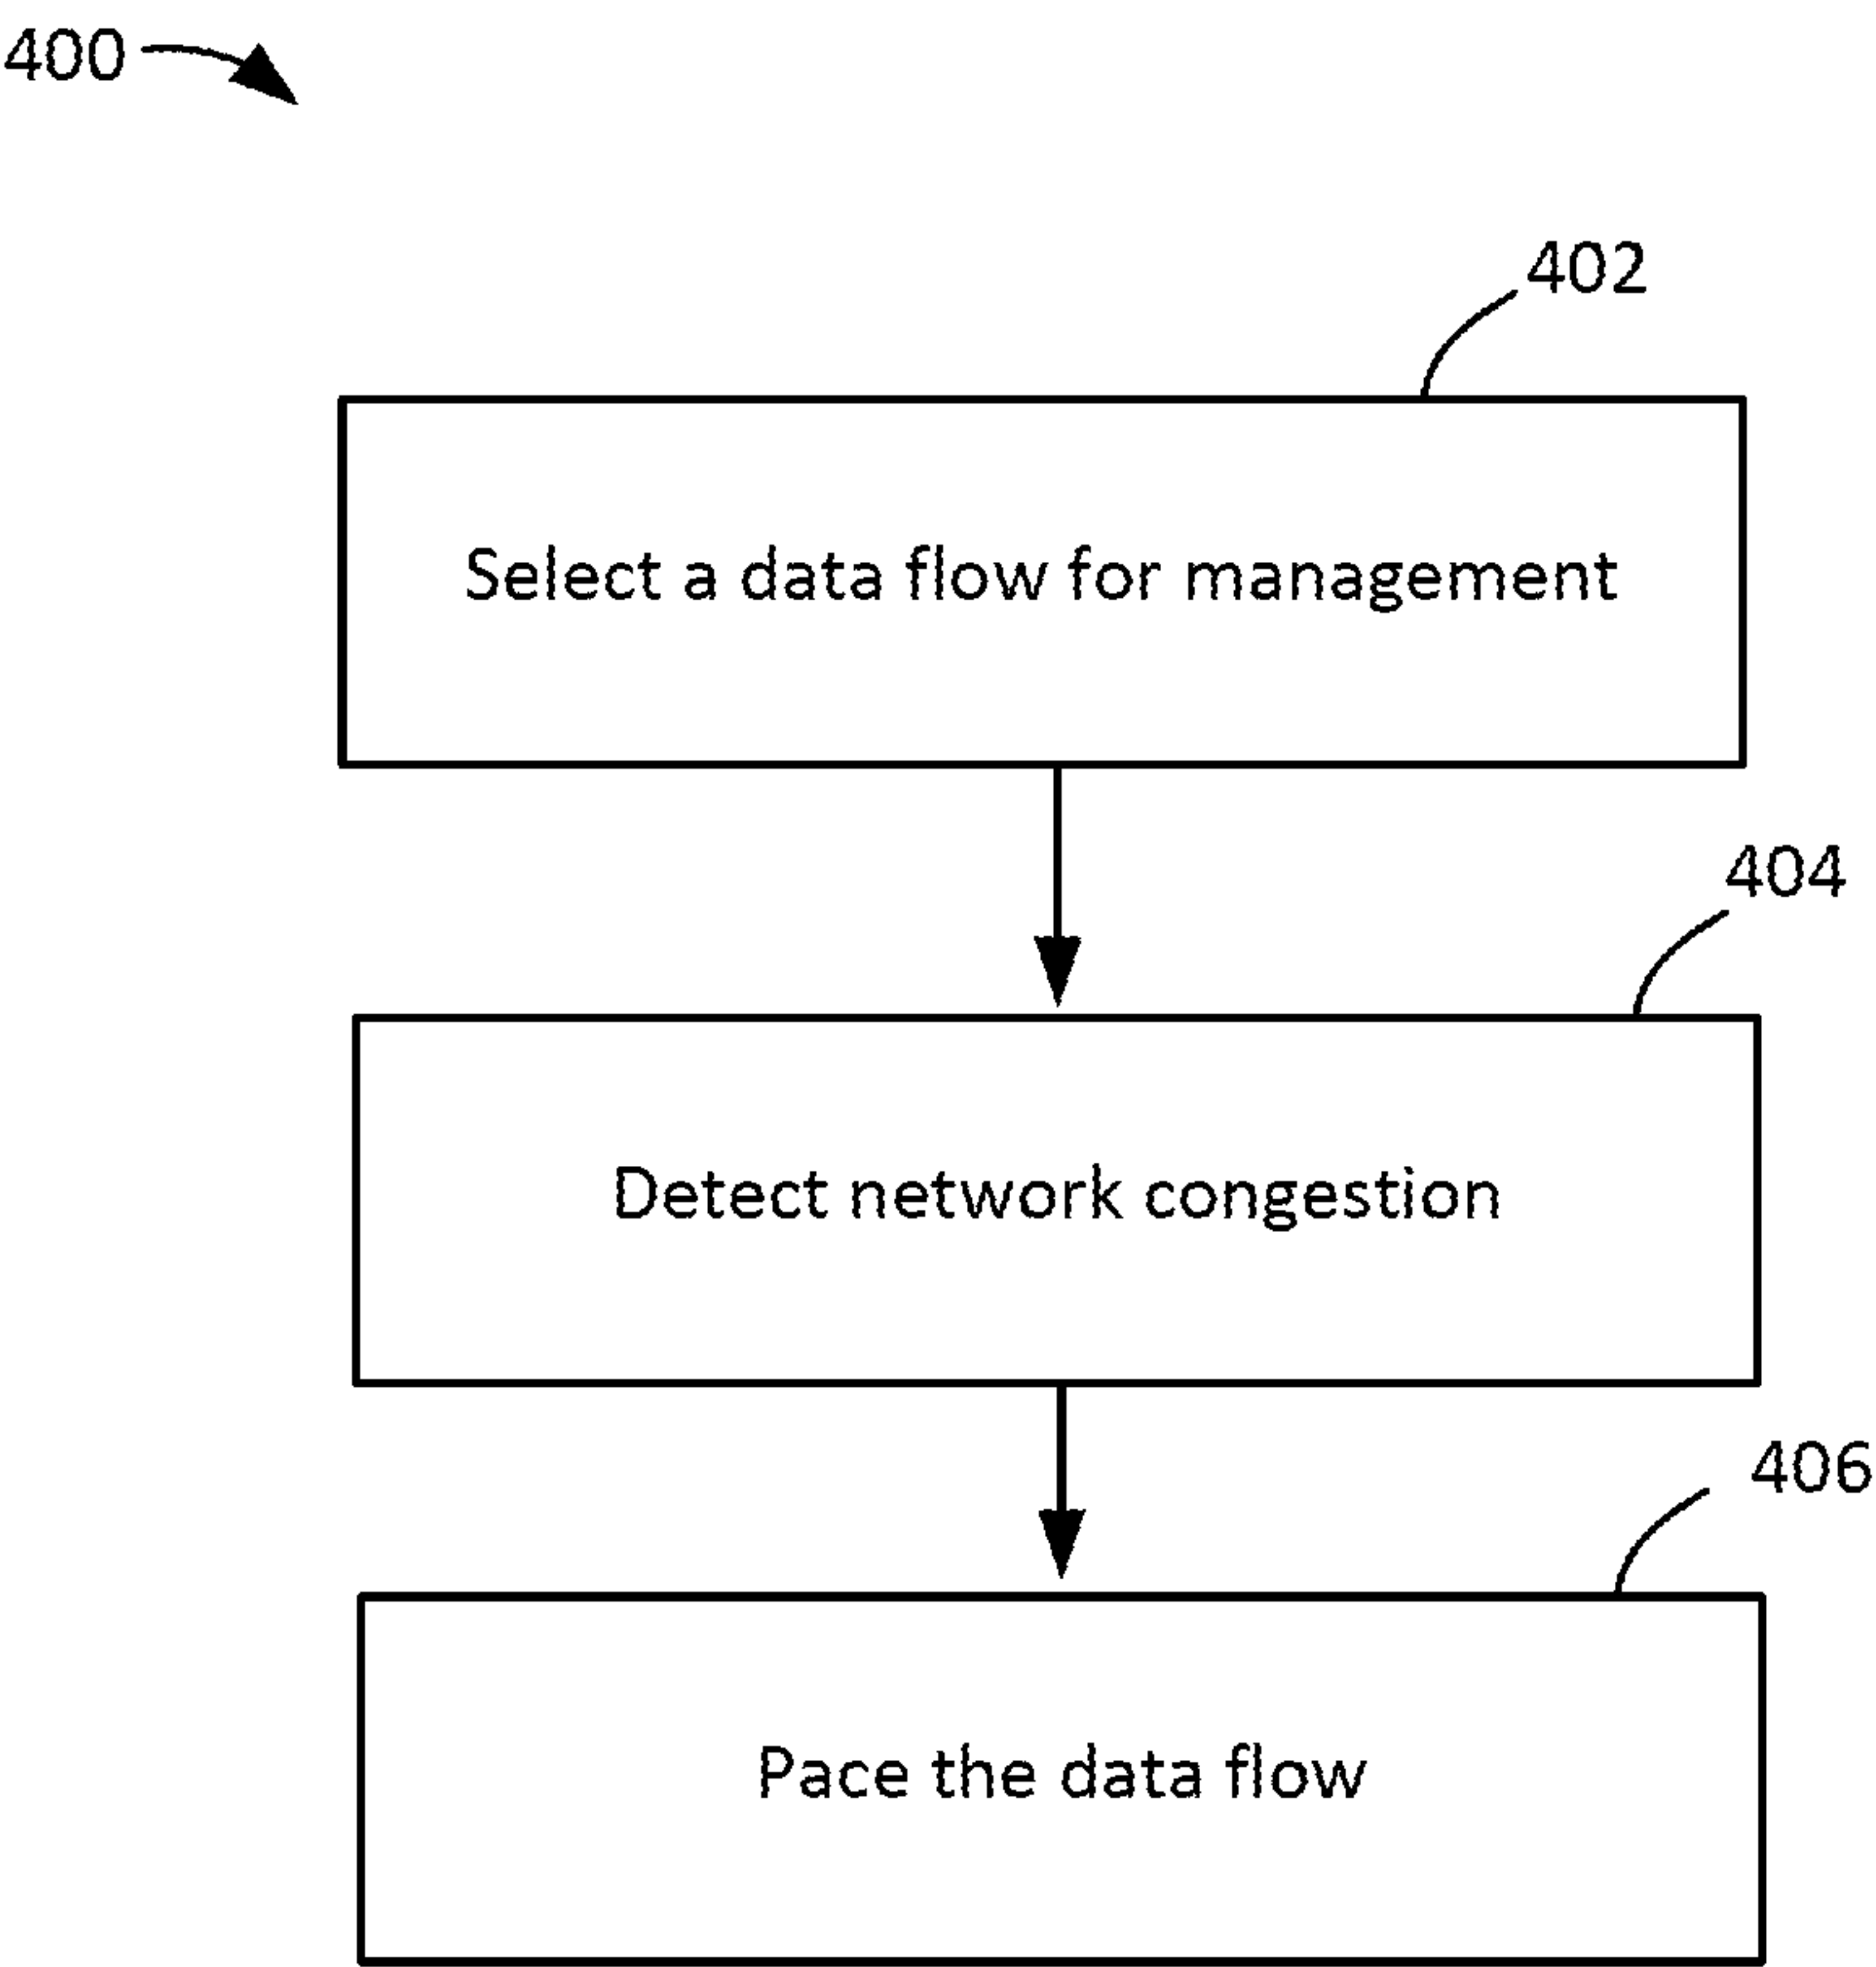 400
402
Select a data flow for management
404
Detect network congestion
406
Pace the data flow